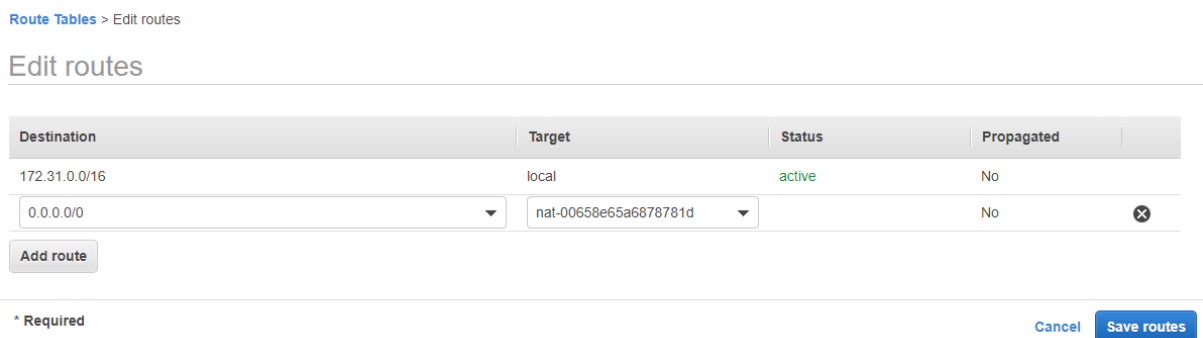 Route Tables > Edit routes
Edit routes
Destination Target Status Propagated
172.31.0.0/16 local active No
0.0.0.0/0 nat-00658e65a6878781d No
Add route
* Required Cancel Save routes